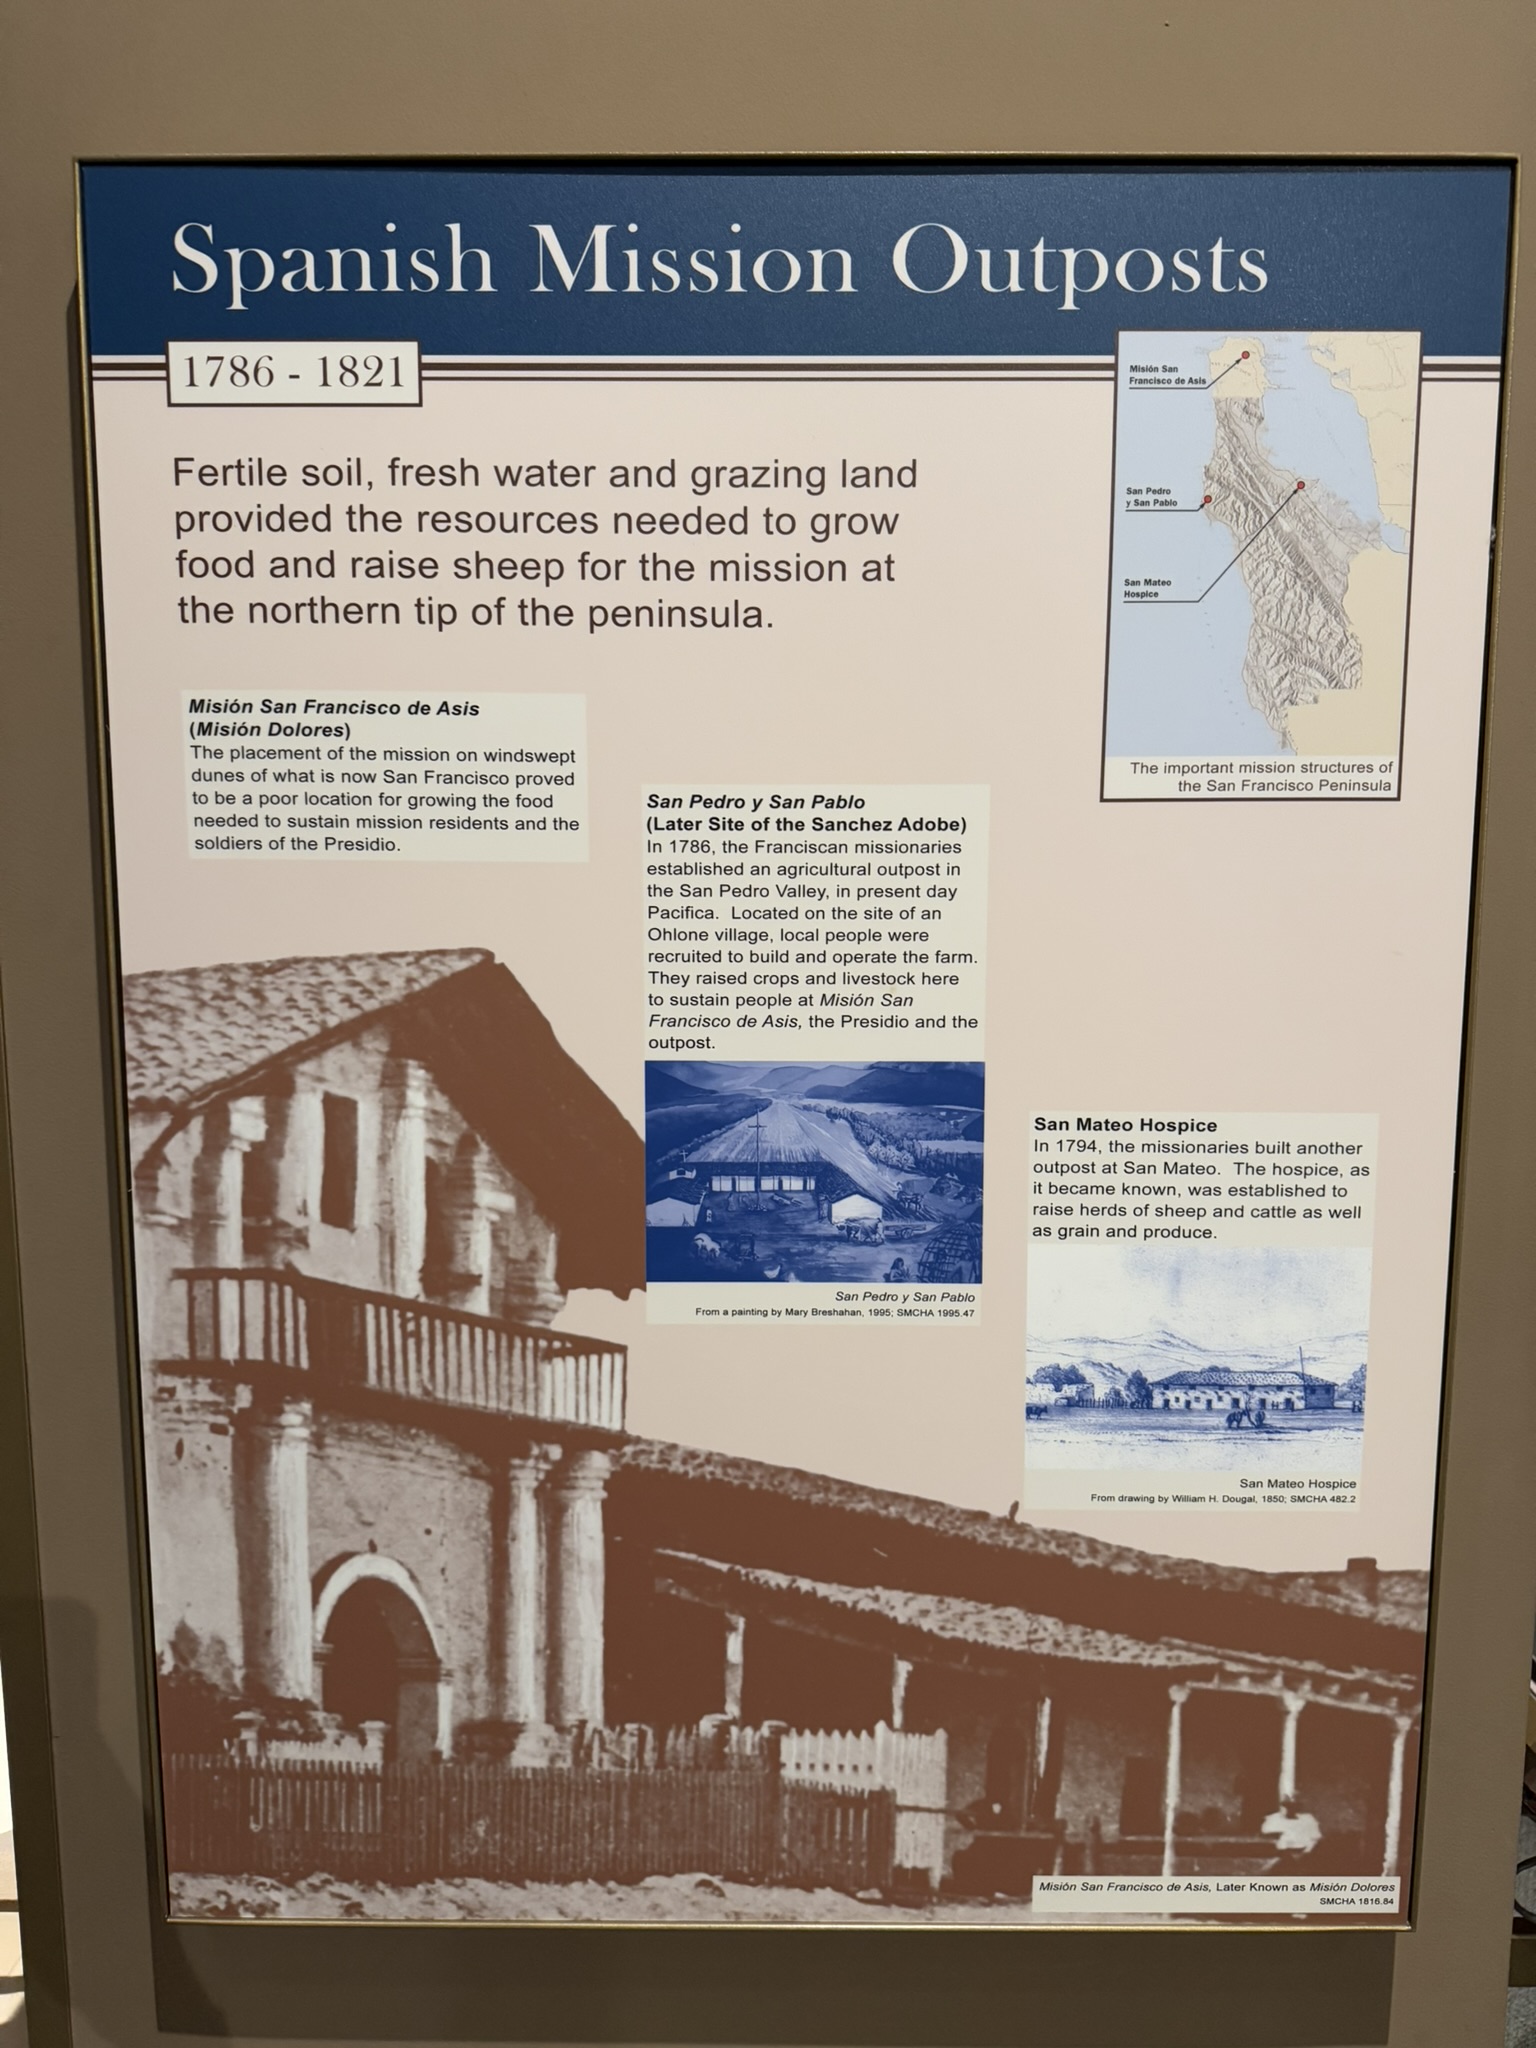 Spanish Mission Outposts
1786 - 1821
Fertile soil, fresh water and grazing land
provided the resources needed to grow
food and raise sheep for the mission at
the northern tip of the peninsula.
Misión San
Francisco de Asis
San Pedro
y San Pablo
San Mateo
Hospice
The important mission structures of
the San Francisco Peninsula
Misión San Francisco de Asis
(Misión Dolores)
The placement of the mission on windswept
dunes of what is now San Francisco proved
to be a poor location for growing the food
needed to sustain mission residents and the
soldiers of the Presidio.
San Pedro y San Pablo
(Later Site of the Sanchez Adobe)
In 1786, the Franciscan missionaries
established an agricultural outpost in
the San Pedro Valley, in present day
Pacifica. Located on the site of an
Ohlone village, local people were
recruited to build and operate the farm.
They raised crops and livestock here
to sustain people at Misión San
Francisco de Asis, the Presidio and the
outpost.
San Pedro y San Pablo
From a painting by Mary Breshahan, 1995; SMCHA 1995.47
San Mateo Hospice
In 1794, the missionaries built another
outpost at San Mateo. The hospice, as
it became known, was established to
raise herds of sheep and cattle as well
as grain and produce.
San Mateo Hospice
From drawing by William H. Dougal, 1850; SMCHA 482.2
Misión San Francisco de Asis, Later Known as Misión Dolores
SMCHA 1816.84